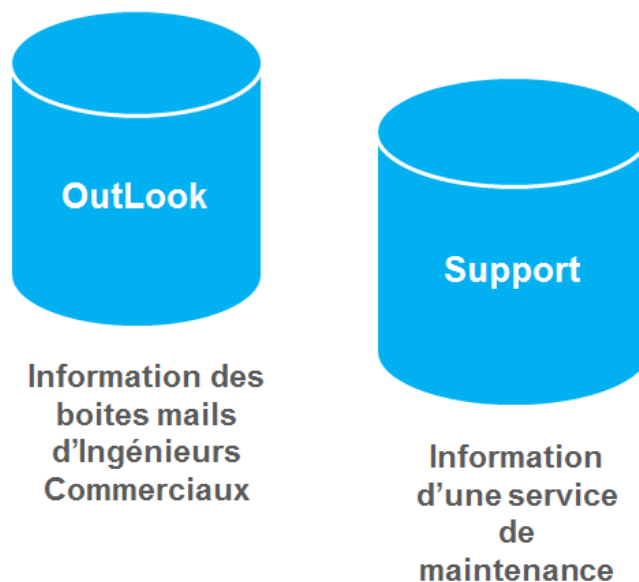 OutLook
Information des
boites mails
d'Ingénieurs
Commerciaux
Support
Information
d'une service
de
maintenance